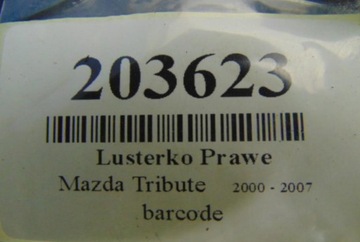 203623
Lusterko Prawe
Mazda Tribute 2000 - 2007
barcode